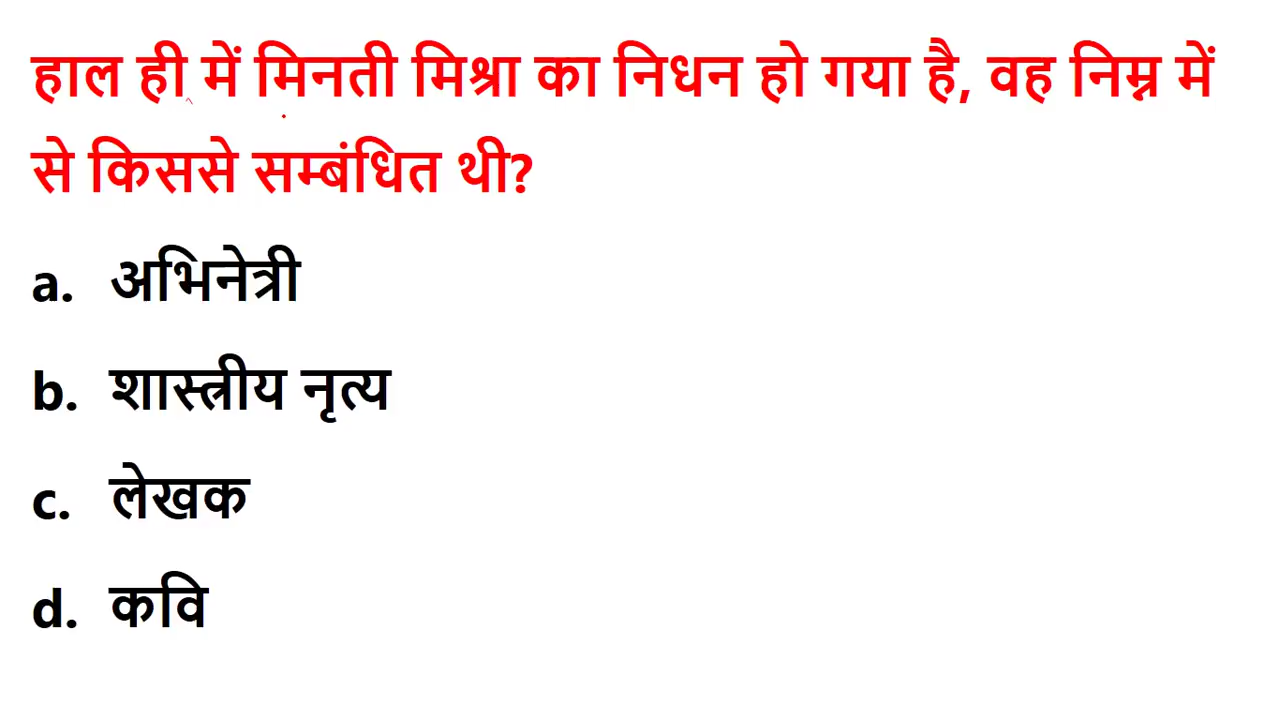 हाल ही में मिनती मिश्रा का निधन हो गया है, वह निम्न में
से किससे सम्बंधित थी?
a. अभिनेत्री
b. शास्त्रीय नृत्य
c. लेखक
d. कवि